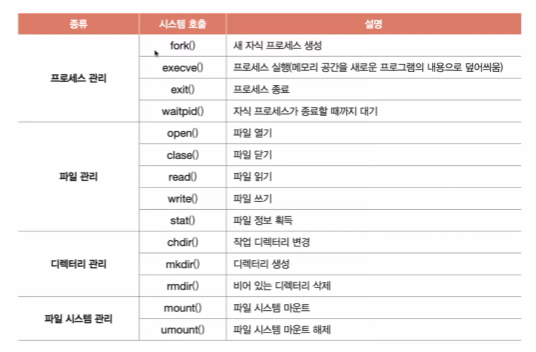 종류 시스템 호출 설명
프로세스 관리
fork() 새 자식 프로세스 생성
execve() 프로세스 실행(메모리 공간을 새로운 프로그램의 내용으로 덮어씌움)
exit() 프로세스 종료
waitpid() 자식 프로세스가 종료할 때까지 대기
파일 관리
open() 파일 열기
clase() 파일 닫기
read() 파일 읽기
write() 파일 쓰기
stat() 파일 정보 획득
디렉터리 관리
chdir() 작업 디렉터리 변경
mkdir() 디렉터리 생성
rmdir() 비어 있는 디렉터리 삭제
파일 시스템 관리
mount() 파일 시스템 마운트
umount() 파일 시스템 마운트 해제